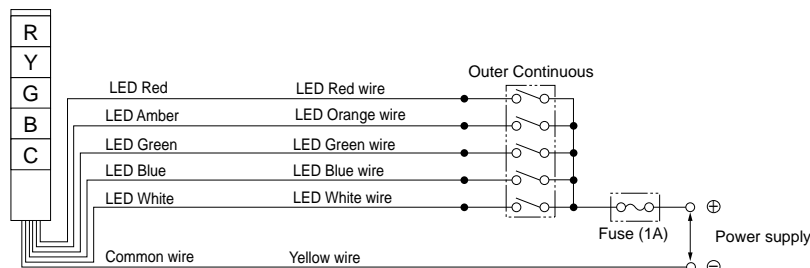 R
Y
G
B
C
Outer Continuous
LED Red LED Red wire
LED Amber LED Orange wire
LED Green LED Green wire
LED Blue LED Blue wire
LED White LED White wire
Fuse (1A)
⊕
Power supply
⊖
Common wire Yellow wire